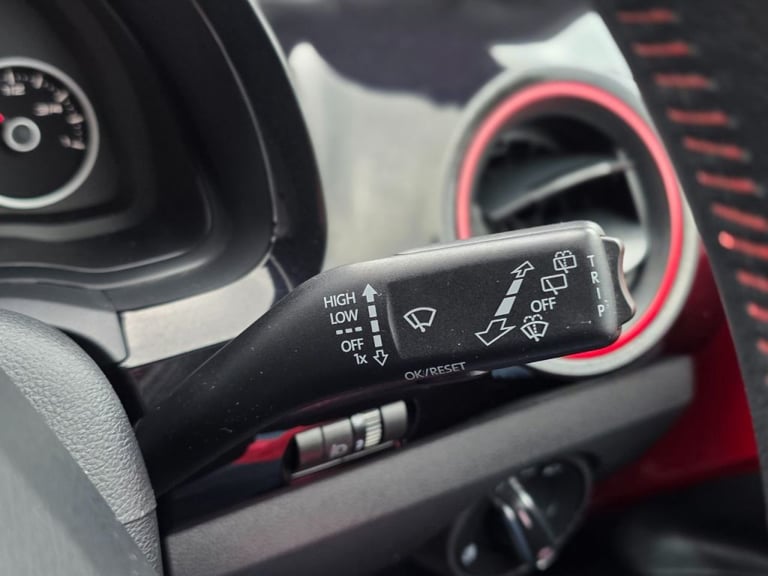 HIGH
LOW
---
OFF
1x
OFF
TRIP
OK/RESET